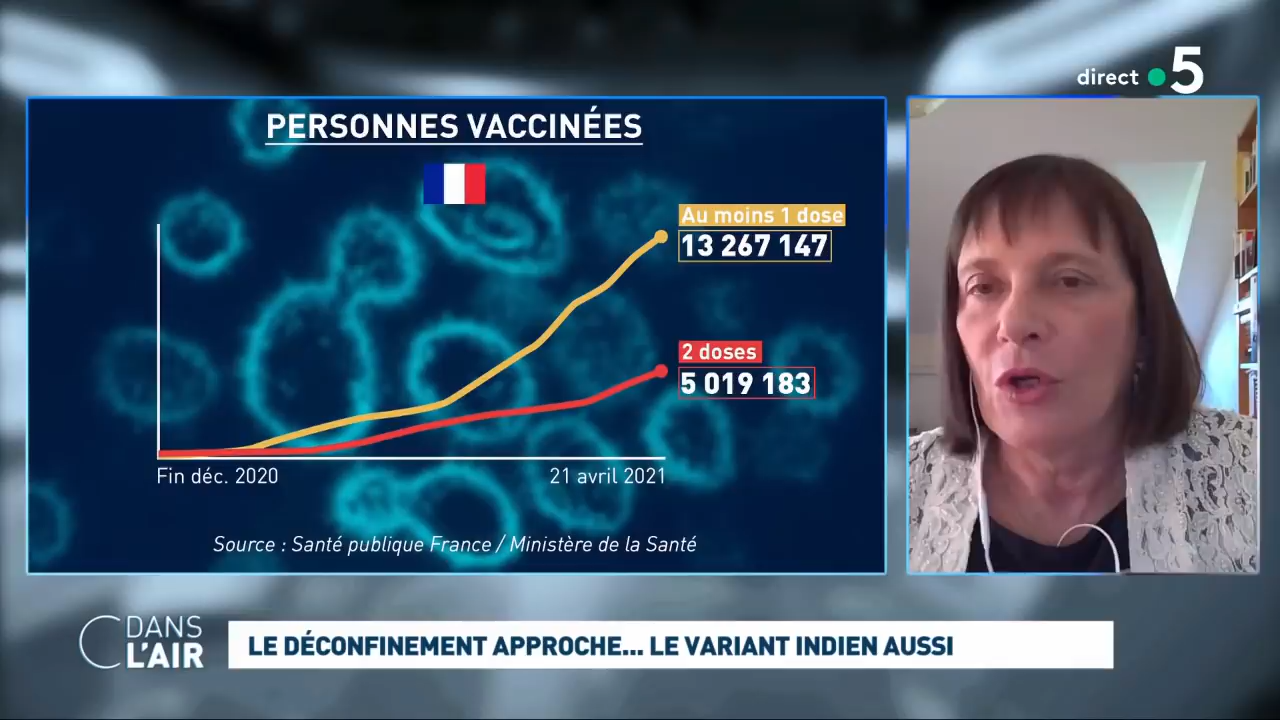 direct 5
PERSONNES VACCINÉES
Au moins 1 dose
13 267 147
2 doses
5 019 183
Fin déc. 2020
21 avril 2021
Source : Santé publique France / Ministère de la Santé
C DANS
L'AIR
LE DÉCONFINEMENT APPROCHE... LE VARIANT INDIEN AUSSI